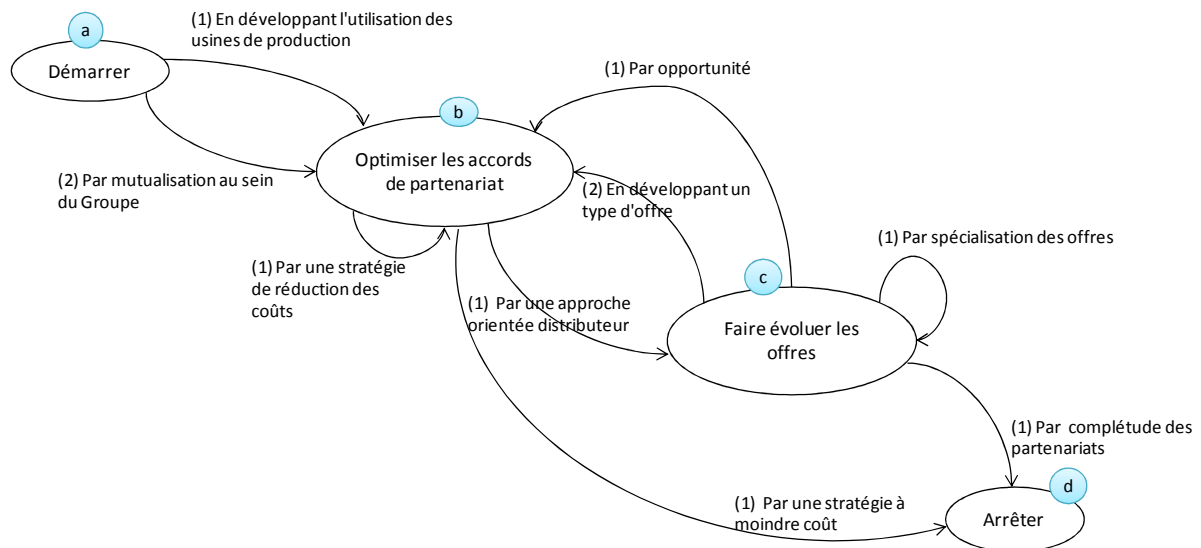 (1) En développant l'utilisation des
usines de production
a
Démarrer
(1) Par opportunité
b
Optimiser les accords
de partenariat
(2) Par mutualisation au sein
du Groupe
(2) En développant un
type d'offre
(1) Par spécialisation des offres
(1) Par une stratégie
de réduction des
coûts
c
(1) Par une approche
orientée distributeur
Faire évoluer les
offres
(1) Par complétude des
partenariats
d
(1) Par une stratégie à
moindre coût
Arrêter